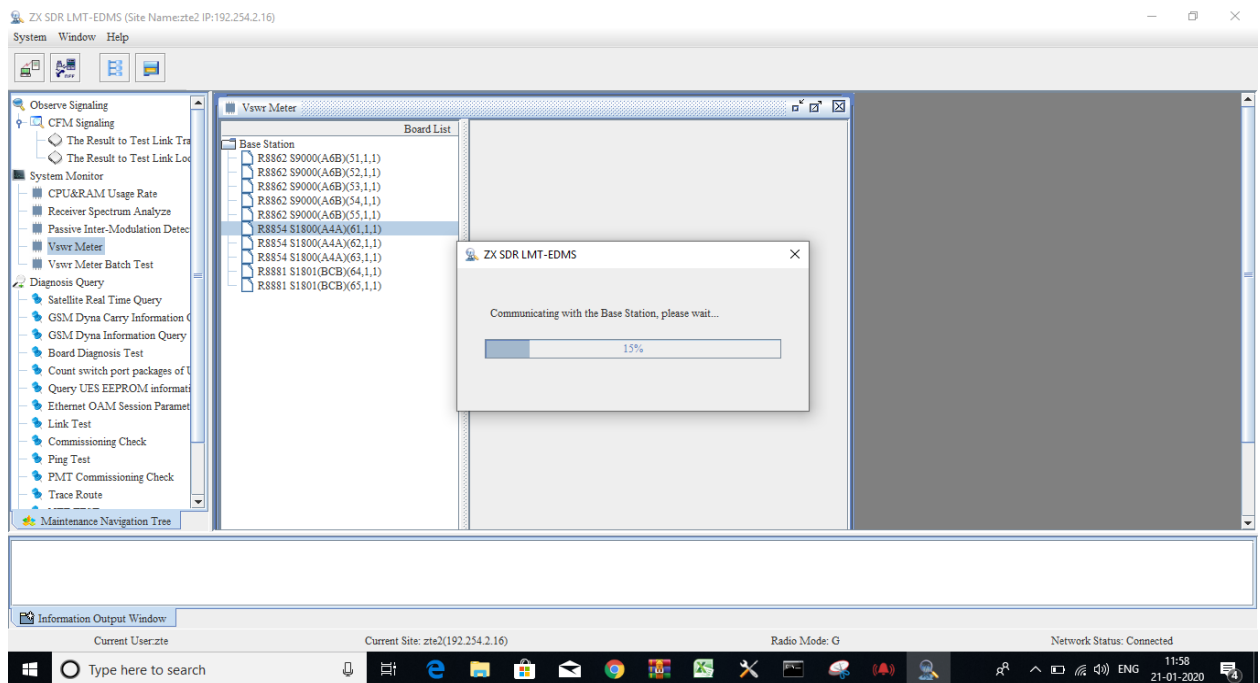 ZX SDR LMT-EDMS (Site Name:zte2 IP:192.254.2.16)
System Window Help
Observe Signaling
CFM Signaling
The Result to Test Link Tra
The Result to Test Link Loc
System Monitor
CPU&RAM Usage Rate
Receiver Spectrum Analyze
Passive Inter-Modulation Detec
Vswr Meter
Vswr Meter Batch Test
Diagnosis Query
Satellite Real Time Query
GSM Dyna Carry Information
GSM Dyna Information Query
Board Diagnosis Test
Count switch port packages of
Query UES EEPROM informati
Ethernet OAM Session Paramet
Link Test
Commissioning Check
Ping Test
PMT Commissioning Check
Trace Route
Maintenance Navigation Tree
Vswr Meter
Board List
Base Station
R8862 S9000(A6B)(51,1,1)
R8862 S9000(A6B)(52,1,1)
R8862 S9000(A6B)(53,1,1)
R8862 S9000(A6B)(54,1,1)
R8862 S9000(A6B)(55,1,1)
R8854 S1800(A4A)(61,1,1)
R8854 S1800(A4A)(62,1,1)
R8854 S1800(A4A)(63,1,1)
R8881 S1801(BCB)(64,1,1)
R8881 S1801(BCB)(65,1,1)
ZX SDR LMT-EDMS
Communicating with the Base Station, please wait...
15%
Information Output Window
Current User:zte
Current Site: zte2(192.254.2.16)
Radio Mode: G
Network Status: Connected
Type here to search
ENG
11:58
21-01-2020
4